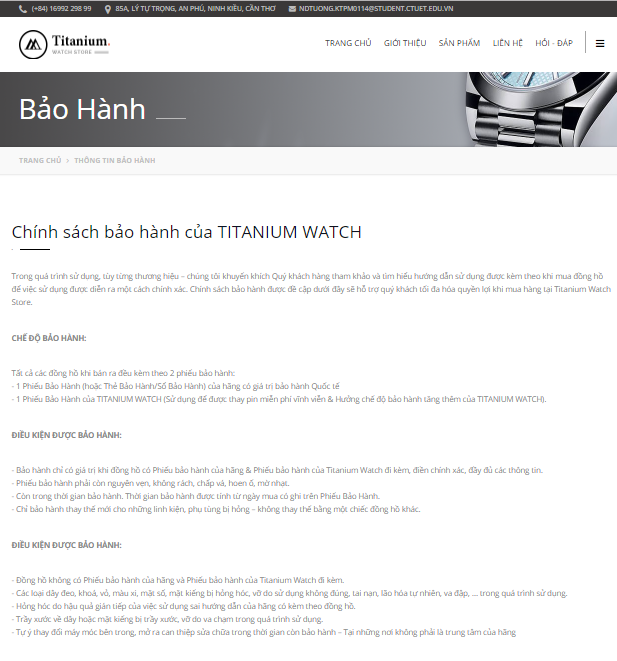 (+84) 16992 298 99 85A, LÝ TỰ TRỌNG, AN PHÚ, NINH KIỀU, CẦN THƠ NDTUONG.KTPM0114@STUDENT.CTUET.EDU.VN
Titanium.
WATCH STORE
TRANG CHỦ GIỚI THIỆU SẢN PHẨM LIÊN HỆ HỎI - ĐÁP
Bảo Hành
TRANG CHỦ > THÔNG TIN BẢO HÀNH
Chính sách bảo hành của TITANIUM WATCH
Trong quá trình sử dụng, tùy từng thương hiệu – chúng tôi khuyến khích Quý khách hàng tham khảo và tìm hiểu hướng dẫn sử dụng được kèm theo khi mua đồng hồ
để việc sử dụng được diễn ra một cách chính xác. Chính sách bảo hành được đề cập dưới đây sẽ hỗ trợ quý khách tối đa hóa quyền lợi khi mua hàng tại Titanium Watch
Store.
CHẾ ĐỘ BẢO HÀNH:
Tất cả các đồng hồ khi bán ra đều kèm theo 2 phiếu bảo hành:
- 1 Phiếu Bảo Hành (hoặc Thẻ Bảo Hành/Sổ Bảo Hành) của hãng có giá trị bảo hành Quốc tế
- 1 Phiếu Bảo Hành của TITANIUM WATCH (Sử dụng để được thay pin miễn phí vĩnh viễn & Hưởng chế độ bảo hành tăng thêm của TITANIUM WATCH).
ĐIỀU KIỆN ĐƯỢC BẢO HÀNH:
- Bảo hành chỉ có giá trị khi đồng hồ có Phiếu bảo hành của hãng & Phiếu bảo hành của Titanium Watch đi kèm, điền chính xác, đầy đủ các thông tin.
- Phiếu bảo hành phải còn nguyên vẹn, không rách, chấp vá, hoen ố, mờ nhạt.
- Còn trong thời gian bảo hành. Thời gian bảo hành được tính từ ngày mua có ghi trên Phiếu Bảo Hành.
- Chỉ bảo hành thay thế mới cho những linh kiện, phụ tùng bị hỏng – không thay thế bằng một chiếc đồng hồ khác.
ĐIỀU KIỆN ĐƯỢC BẢO HÀNH:
- Đồng hồ không có Phiếu bảo hành của hãng và Phiếu bảo hành của Titanium Watch đi kèm.
- Các loại dây đeo, khoá, vỏ, màu xi, mặt số, mặt kiếng bị hỏng hóc, vỡ do sử dụng không đúng, tai nạn, lão hóa tự nhiên, va đập, ... trong quá trình sử dụng.
- Hỏng hóc do hậu quả gián tiếp của việc sử dụng sai hướng dẫn của hãng có kèm theo đồng hồ.
- Trầy xước về dây hoặc mặt kiếng bị trầy xước, vỡ do va chạm trong quá trình sử dụng.
- Tự ý thay đổi máy móc bên trong, mở ra can thiệp sửa chữa trong thời gian còn bảo hành – Tại những nơi không phải là trung tâm của hãng